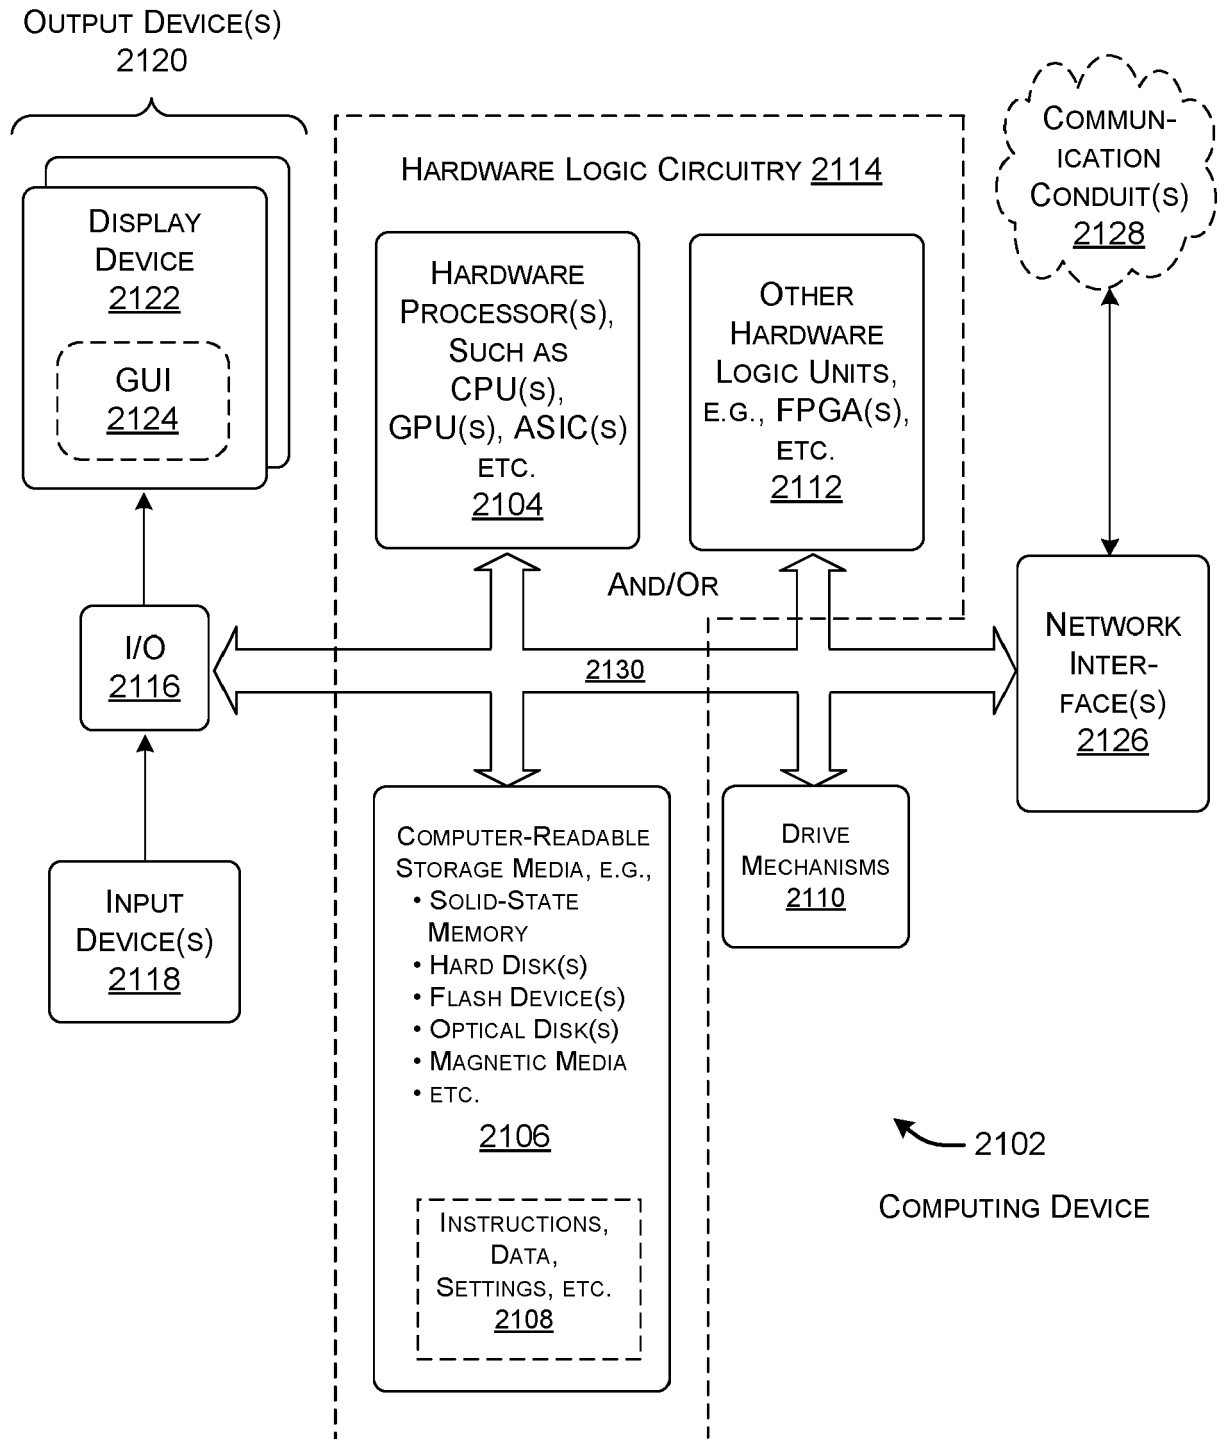 OUTPUT DEVICE(S)
2120
DISPLAY
DEVICE
2122
GUI
2124
I/O
2116
INPUT
DEVICE(S)
2118
HARDWARE LOGIC CIRCUITRY 2114
HARDWARE
PROCESSOR(S),
SUCH AS
CPU(S),
GPU(S), ASIC(S)
ETC.
2104
OTHER
HARDWARE
LOGIC UNITS,
E.G., FPGA(S),
ETC.
2112
AND/OR
2130
COMPUTER-READABLE
STORAGE MEDIA, E.G.,
• SOLID-STATE
MEMORY
• HARD DISK(S)
• FLASH DEVICE(S)
• OPTICAL DISK(S)
• MAGNETIC MEDIA
• ETC.
2106
INSTRUCTIONS,
DATA,
SETTINGS, ETC.
2108
DRIVE
MECHANISMS
2110
COMMUN-
ICATION
CONDUIT(S)
2128
NETWORK
INTER-
FACE(S)
2126
2102
COMPUTING DEVICE